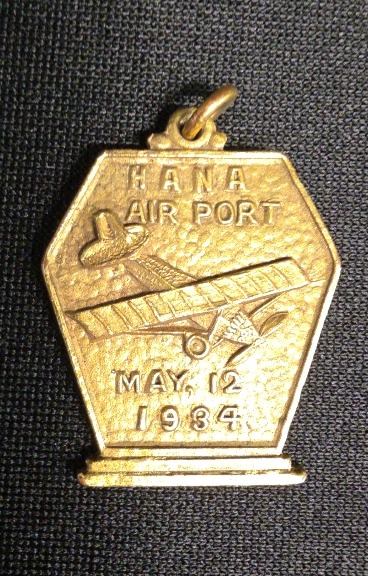 HANA
AIR PORT
MAY. 12
1934